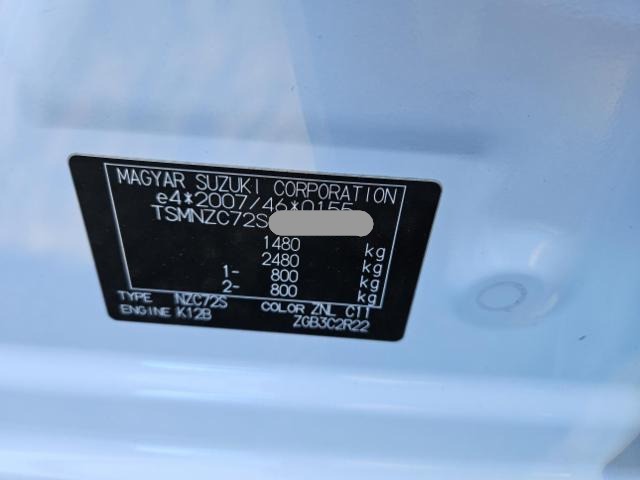 MAGYAR SUZUKI CORPORATION
e4*2007/46*0155
TSMNZC72S
1480 kg
2480 kg
1- 800 kg
2- 800 kg
TYPE NZC72S COLOR ZNL C11
ENGINE K12B ZGB3C2R22